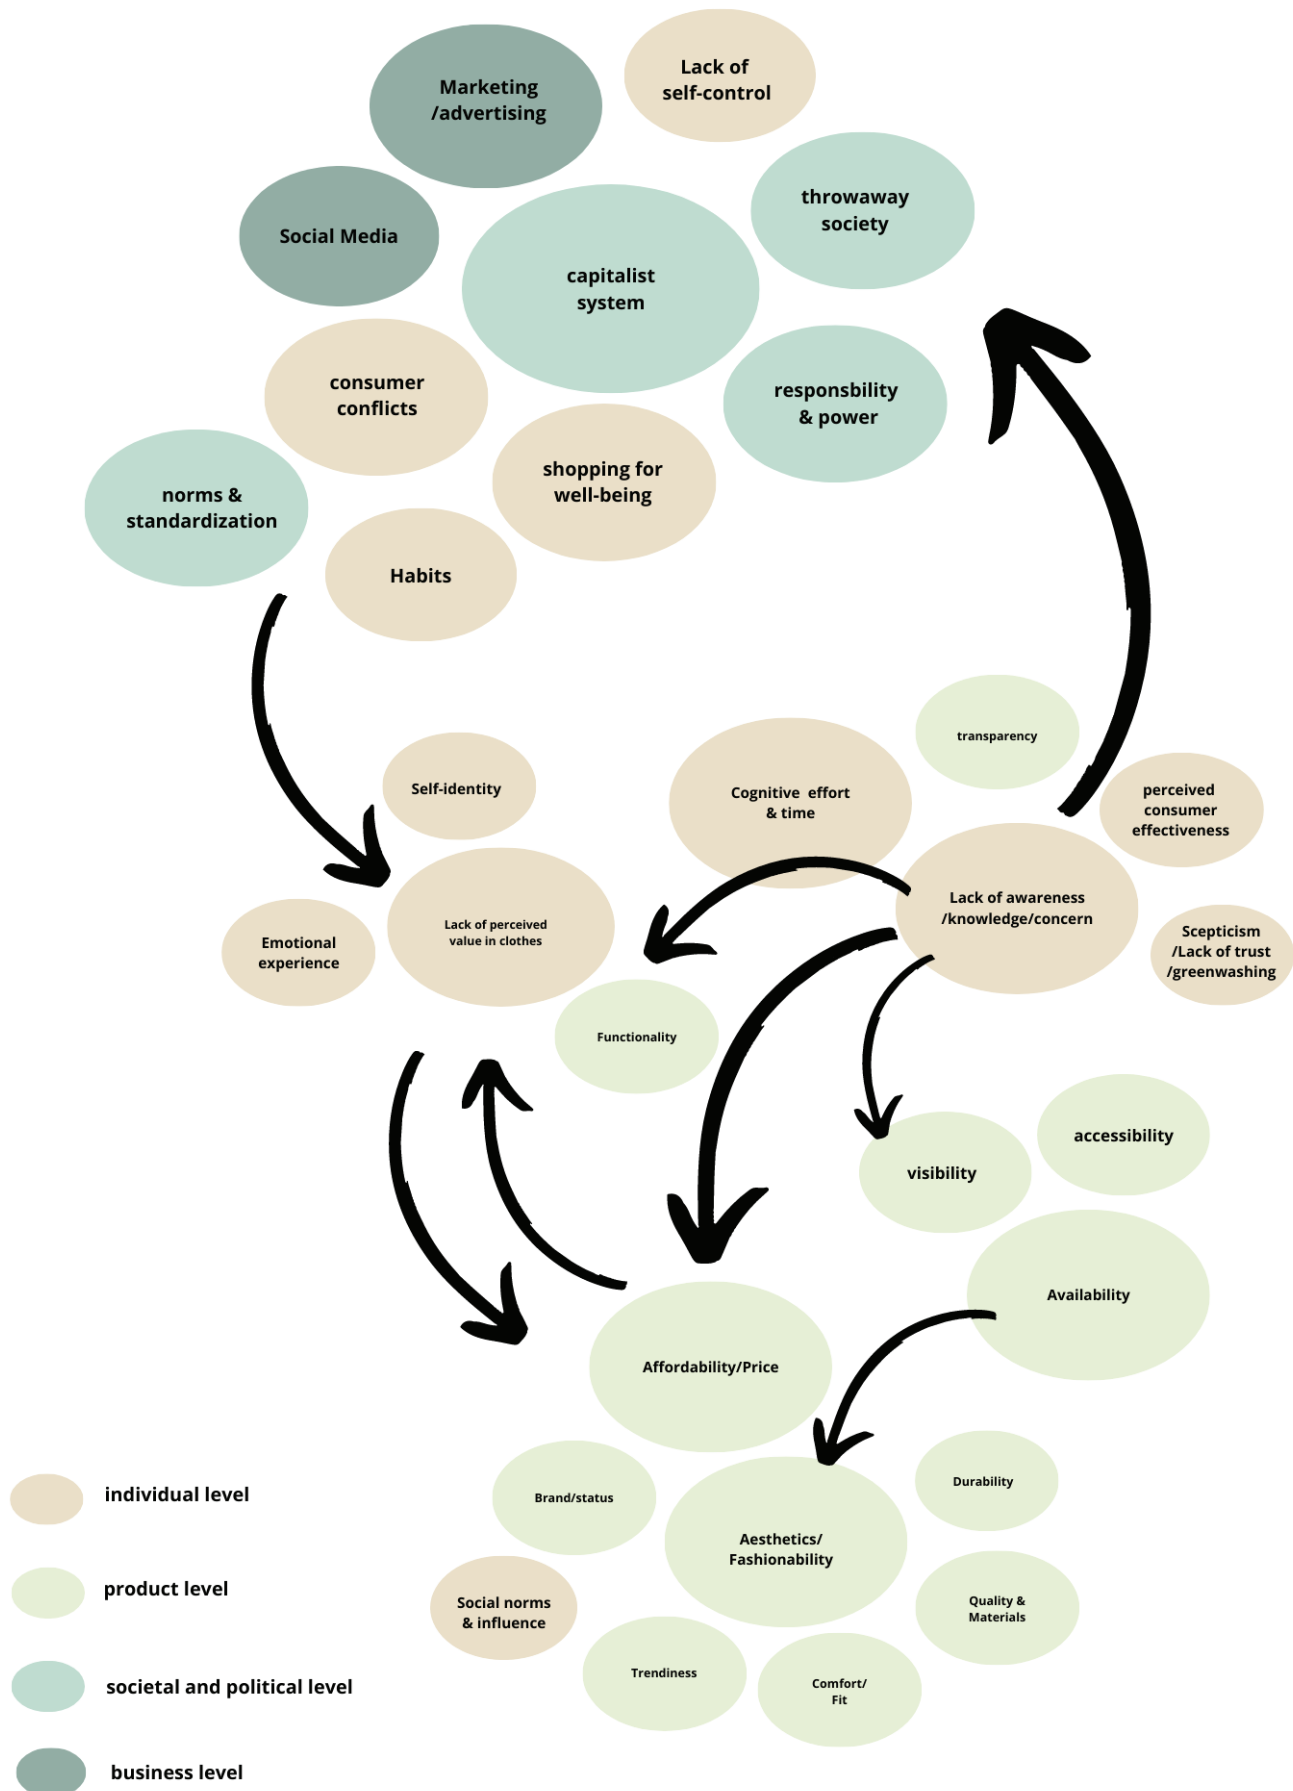 Marketing
/advertising
Lack of
self-control
throwaway
society
Social Media
capitalist
system
consumer
conflicts
responsbility
& power
shopping for
well-being
norms &
standardization
Habits
transparency
Self-identity
Cognitive effort
& time
perceived
consumer
effectiveness
Lack of awareness
/knowledge/concern
Lack of perceived
value in clothes
Emotional
experience
Scepticism
/Lack of trust
/greenwashing
Functionality
accessibility
visibility
Availability
Affordability/Price
Brand/status
Durability
Aesthetics/
Fashionability
Social norms
& influence
Quality &
Materials
Trendiness
Comfort/
Fit
individual level
product level
societal and political level
business level